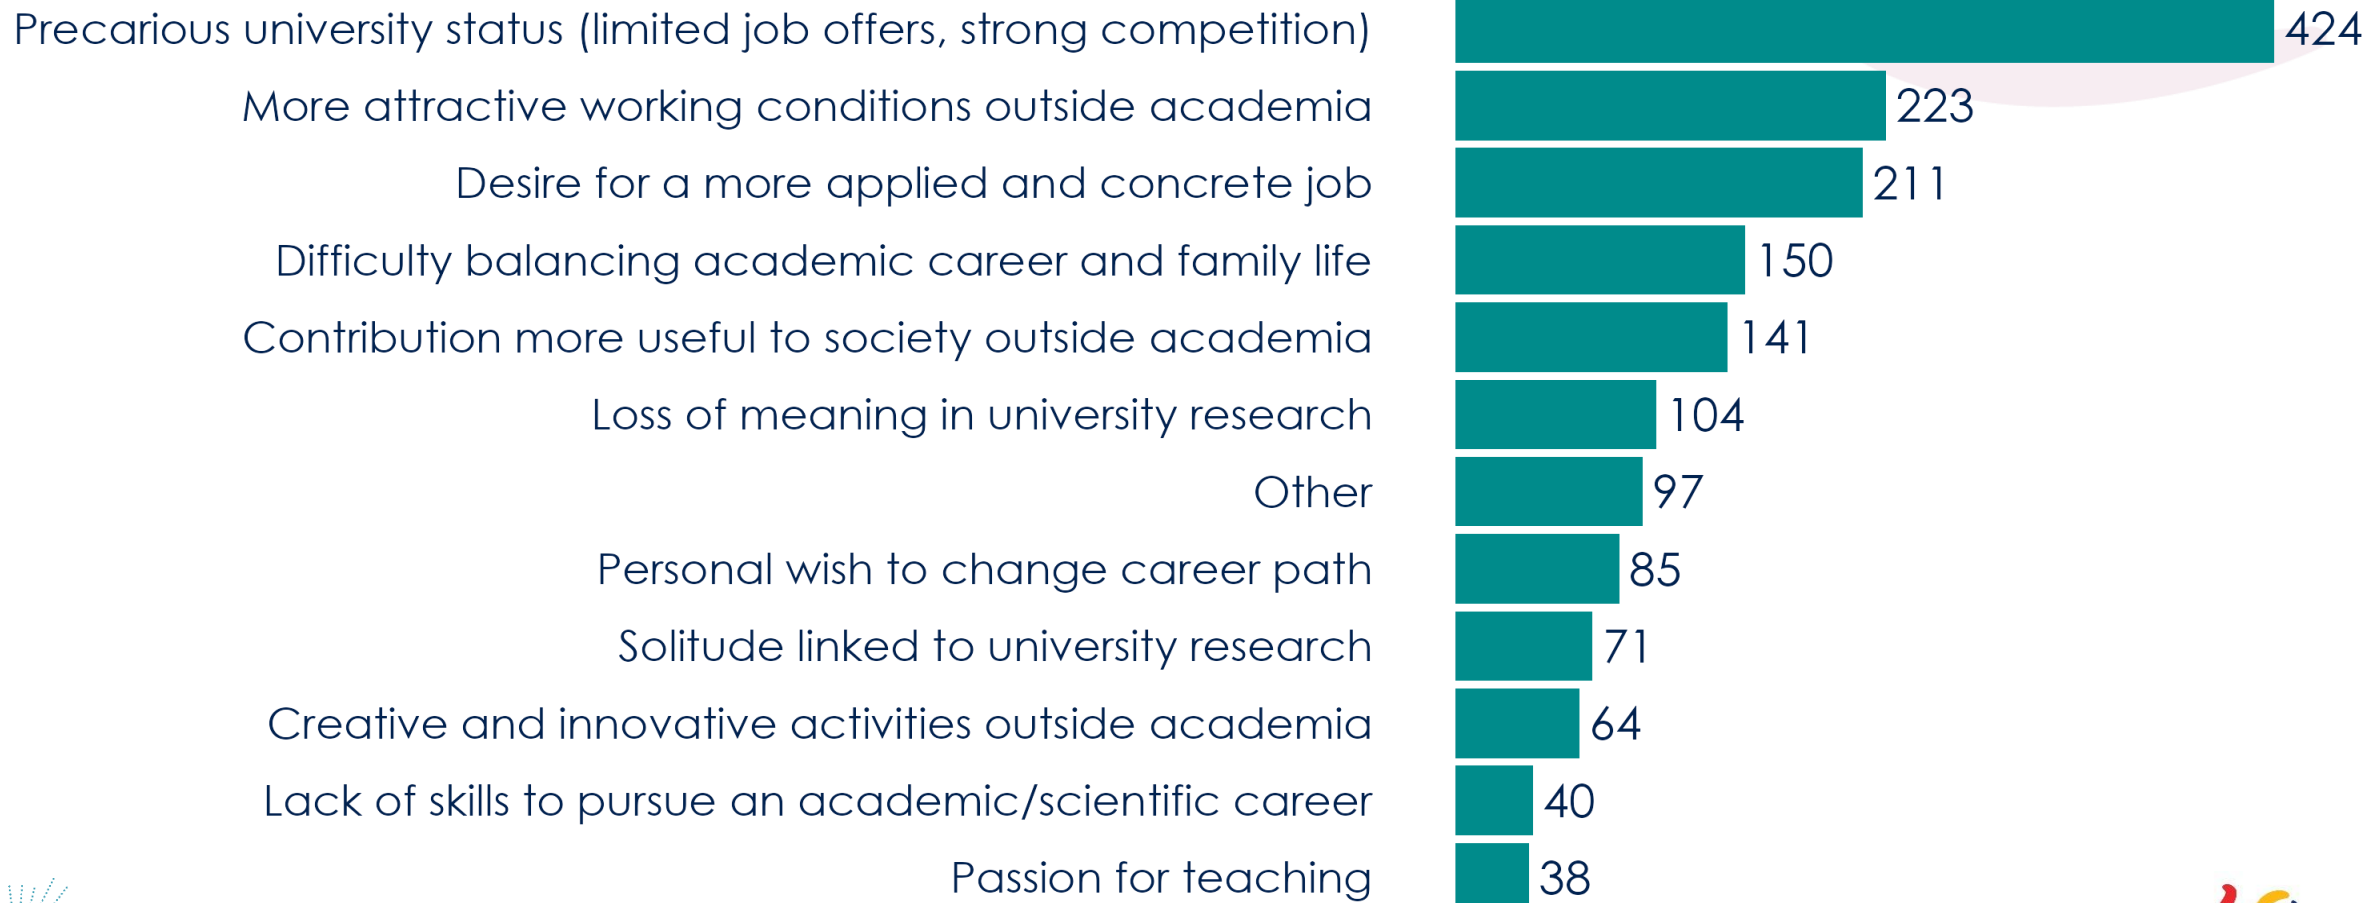 Precarious university status (limited job offers, strong competition) 424
More attractive working conditions outside academia 223
Desire for a more applied and concrete job 211
Difficulty balancing academic career and family life 150
Contribution more useful to society outside academia 141
Loss of meaning in university research 104
Other 97
Personal wish to change career path 85
Solitude linked to university research 71
Creative and innovative activities outside academia 64
Lack of skills to pursue an academic/scientific career 40
Passion for teaching 38